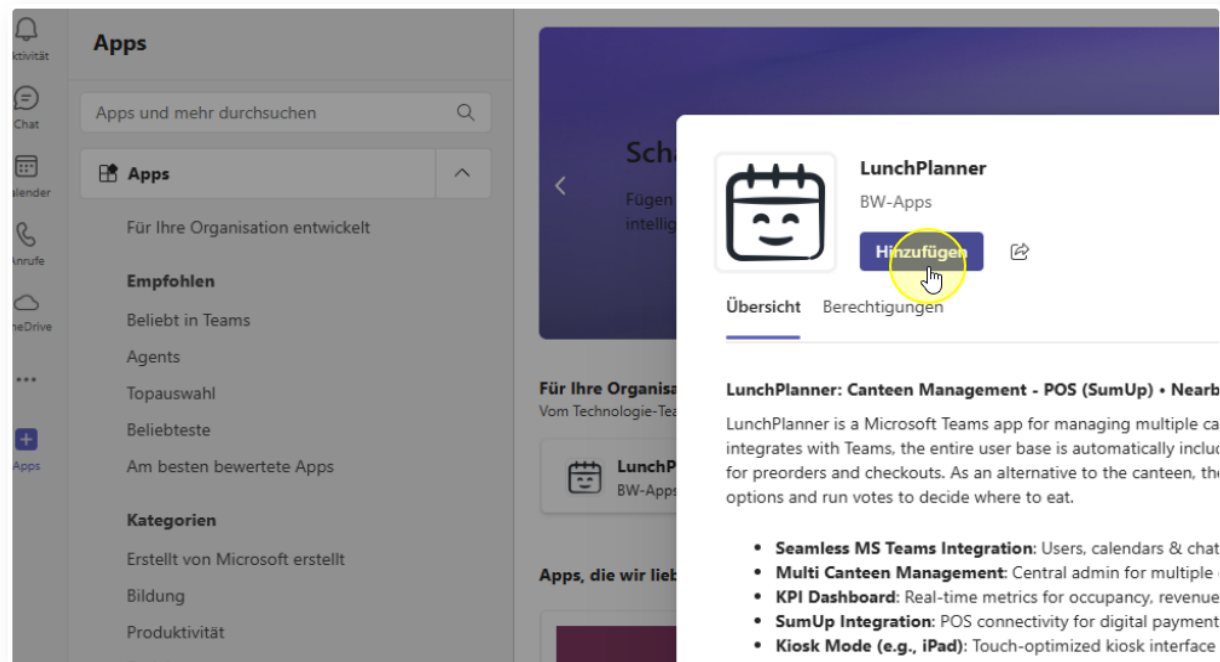 Apps
Apps und mehr durchsuchen
Apps
Für Ihre Organisation entwickelt
Empfohlen
Beliebt in Teams
Agents
Topauswahl
Beliebteste
Am besten bewertete Apps
Kategorien
Erstellt von Microsoft erstellt
Bildung
Produktivität
ktivität
Chat
alender
Anrufe
neDrive
Apps
Sch
Fügen
intellig
Für Ihre Organisa
Vom Technologie-Tea
LunchP
BW-Apps
Apps, die wir lieb
LunchPlanner
BW-Apps
Hinzufügen
Übersicht Berechtigungen
LunchPlanner: Canteen Management - POS (SumUp) • Nearb
LunchPlanner is a Microsoft Teams app for managing multiple ca
integrates with Teams, the entire user base is automatically includ
for preorders and checkouts. As an alternative to the canteen, the
options and run votes to decide where to eat.
• Seamless MS Teams Integration: Users, calendars & chat
• Multi Canteen Management: Central admin for multiple
• KPI Dashboard: Real-time metrics for occupancy, revenue
• SumUp Integration: POS connectivity for digital payment
• Kiosk Mode (e.g., iPad): Touch-optimized kiosk interface